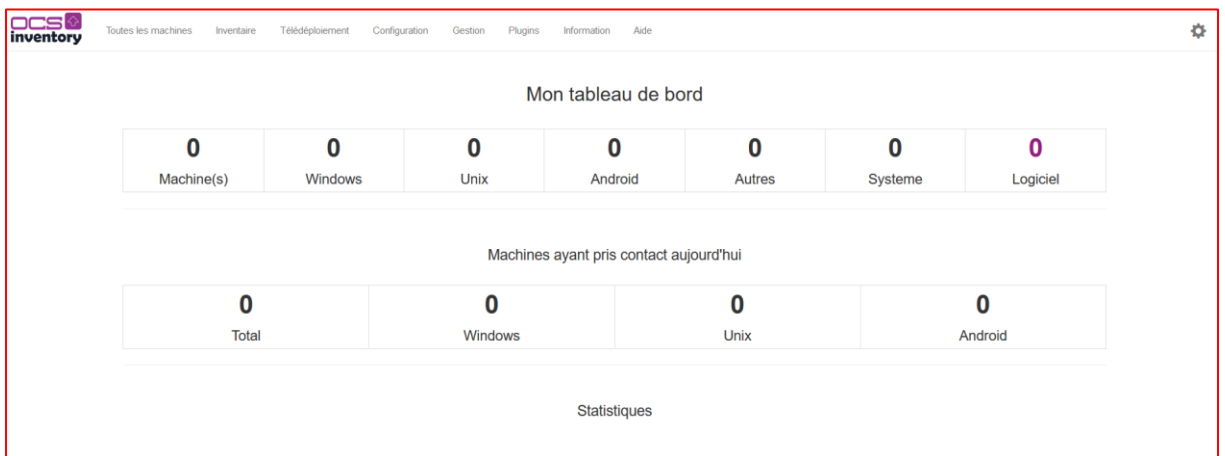 OCS
inventory
Toutes les machines Inventaire Télédéploiement Configuration Gestion Plugins Information Aide
Mon tableau de bord
0 0 0 0 0 0 0
Machine(s) Windows Unix Android Autres Systeme Logiciel
Machines ayant pris contact aujourd'hui
0 0 0 0
Total Windows Unix Android
Statistiques